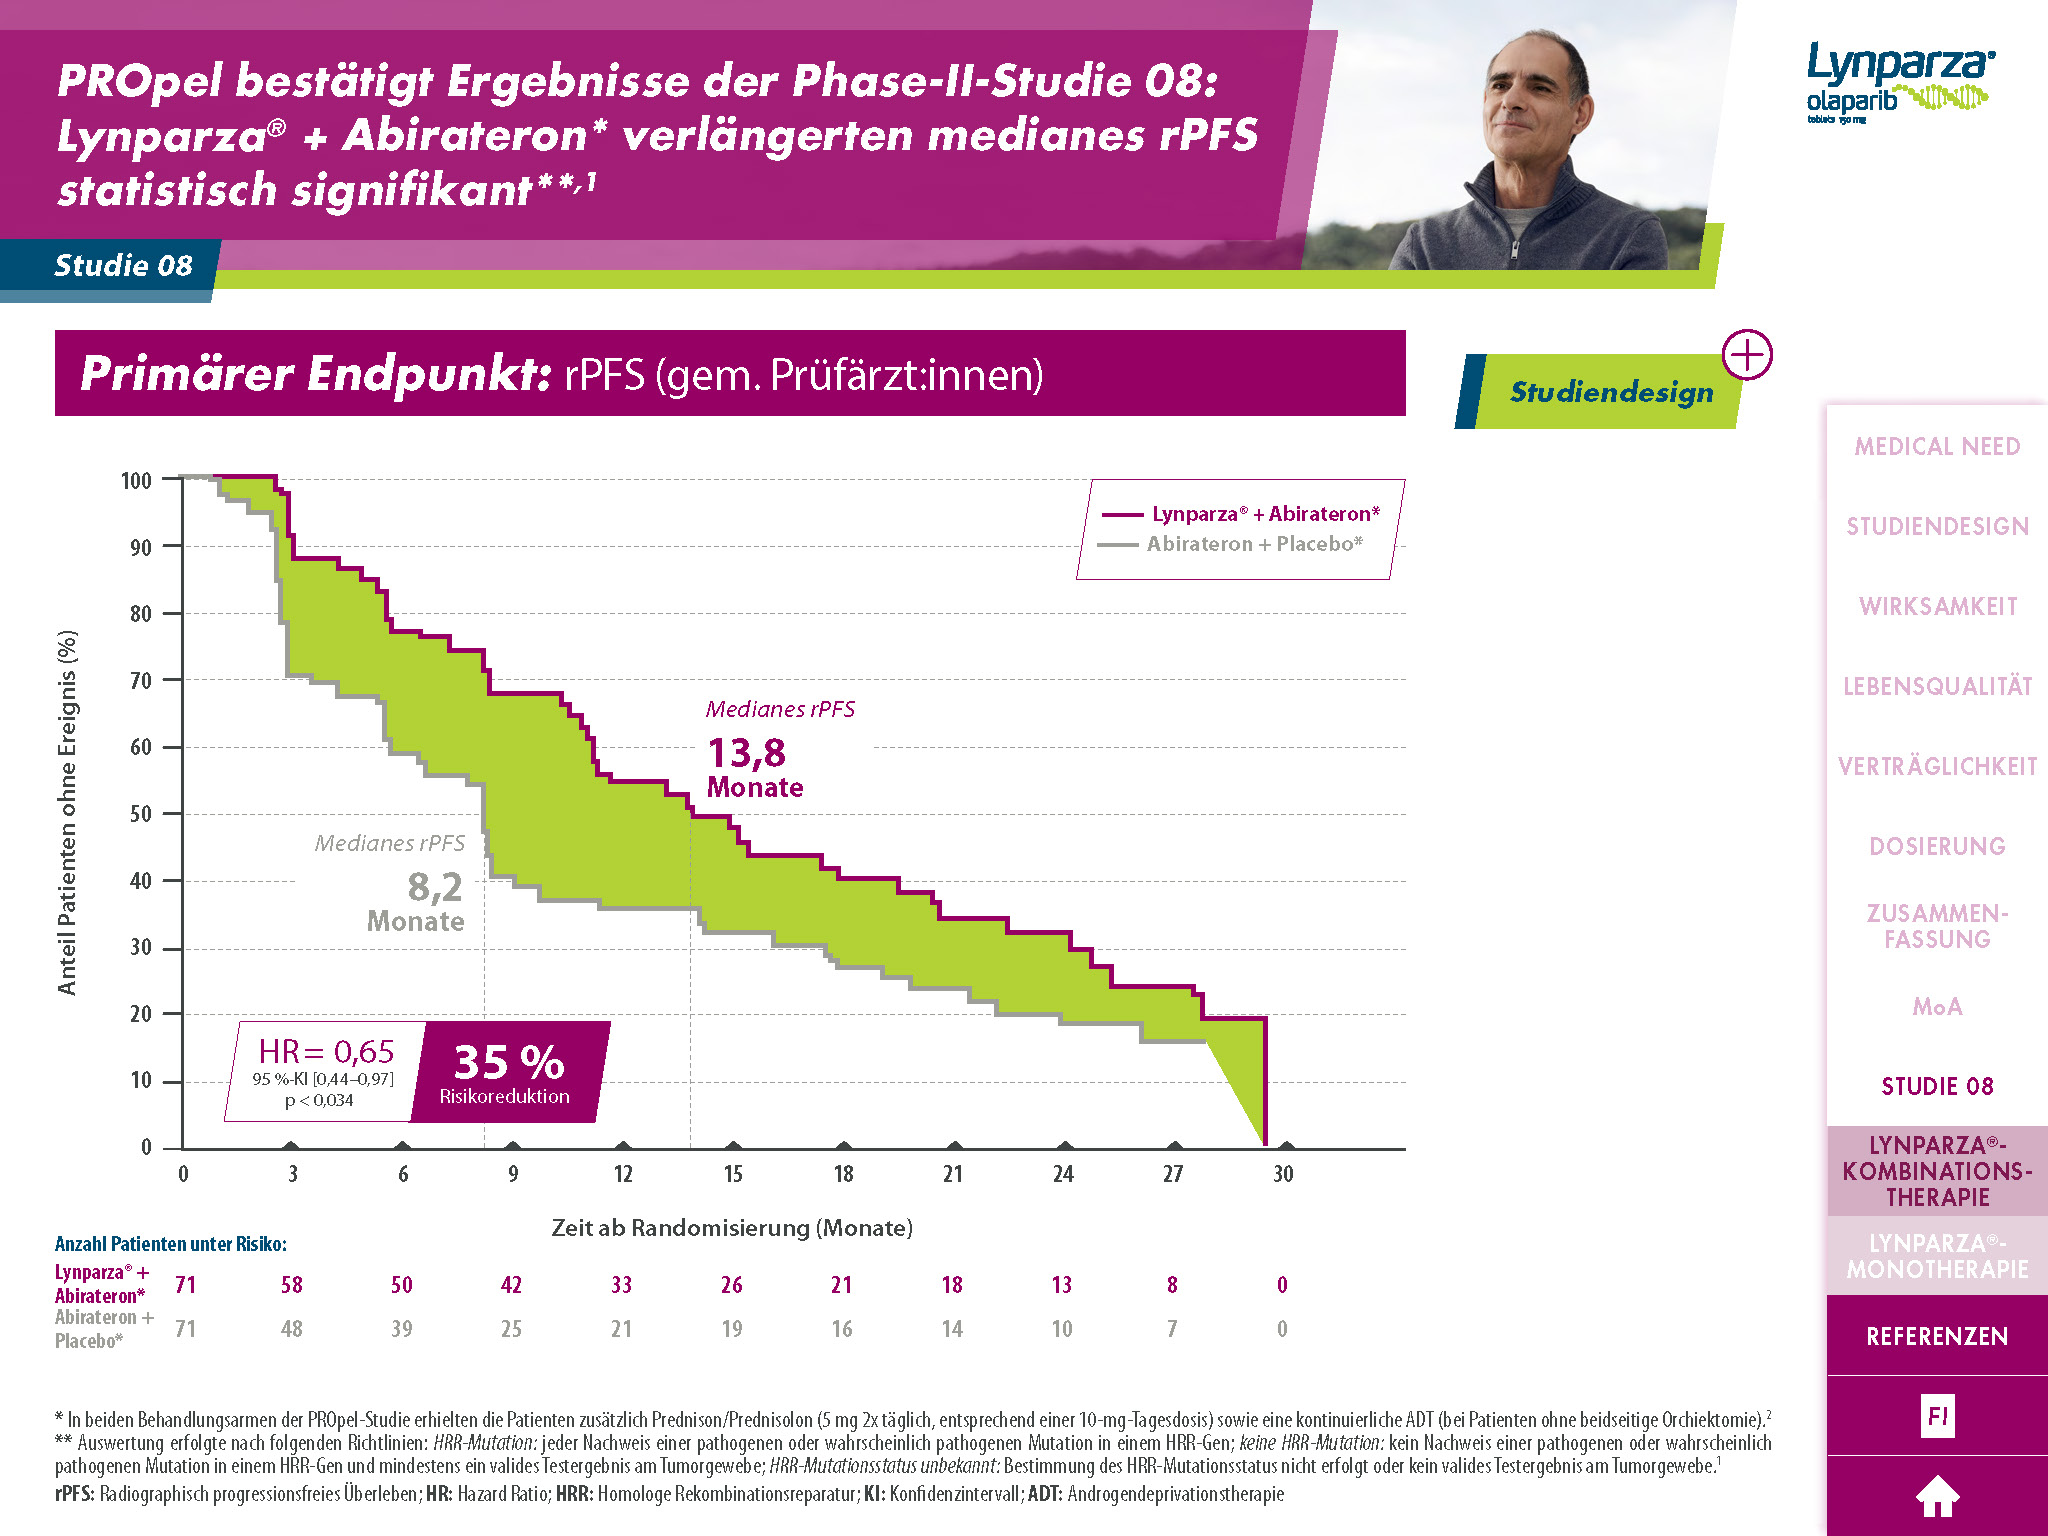 PROpel bestätigt Ergebnisse der Phase-II-Studie 08:
Lynparza® + Abirateron* verlängerten medianes rPFS
statistisch signifikant**,1
Studie 08
Lynparza®
olaparib
tablets 150 mg
Primärer Endpunkt: rPFS (gem. Prüfärzt:innen)
Studiendesign
MEDICAL NEED
STUDIENDESIGN
WIRKSAMKEIT
LEBENSQUALITÄT
VERTRÄGLICHKEIT
DOSIERUNG
ZUSAMMEN-
FASSUNG
MoA
STUDIE 08
LYNPARZA®-
KOMBINATIONS-
THERAPIE
LYNPARZA®-
MONOTHERAPIE
REFERENZEN
FI
Anteil Patienten ohne Ereignis (%)
100
90
80
70
60
50
40
30
20
10
0
Lynparza® + Abirateron*
Abirateron + Placebo*
Medianes rPFS
13,8
Monate
Medianes rPFS
8,2
Monate
HR = 0,65
95 %-KI [0,44–0,97]
p < 0,034
35 %
Risikoreduktion
0 3 6 9 12 15 18 21 24 27 30
Zeit ab Randomisierung (Monate)
Anzahl Patienten unter Risiko:
Lynparza® +
Abirateron*
71 58 50 42 33 26 21 18 13 8 0
Abirateron +
Placebo*
71 48 39 25 21 19 16 14 10 7 0
* In beiden Behandlungsarmen der PROpel-Studie erhielten die Patienten zusätzlich Prednison/Prednisolon (5 mg 2x täglich, entsprechend einer 10-mg-Tagesdosis) sowie eine kontinuierliche ADT (bei Patienten ohne beidseitige Orchiektomie).2
** Auswertung erfolgte nach folgenden Richtlinien: HRR-Mutation: jeder Nachweis einer pathogenen oder wahrscheinlich pathogenen Mutation in einem HRR-Gen; keine HRR-Mutation: kein Nachweis einer pathogenen oder wahrscheinlich
pathogenen Mutation in einem HRR-Gen und mindestens ein valides Testergebnis am Tumorgewebe; HRR-Mutationsstatus unbekannt: Bestimmung des HRR-Mutationsstatus nicht erfolgt oder kein valides Testergebnis am Tumorgewebe.1
rPFS: Radiographisch progressionsfreies Überleben; HR: Hazard Ratio; HRR: Homologe Rekombinationsreparatur; KI: Konfidenzintervall; ADT: Androgendeprivationstherapie